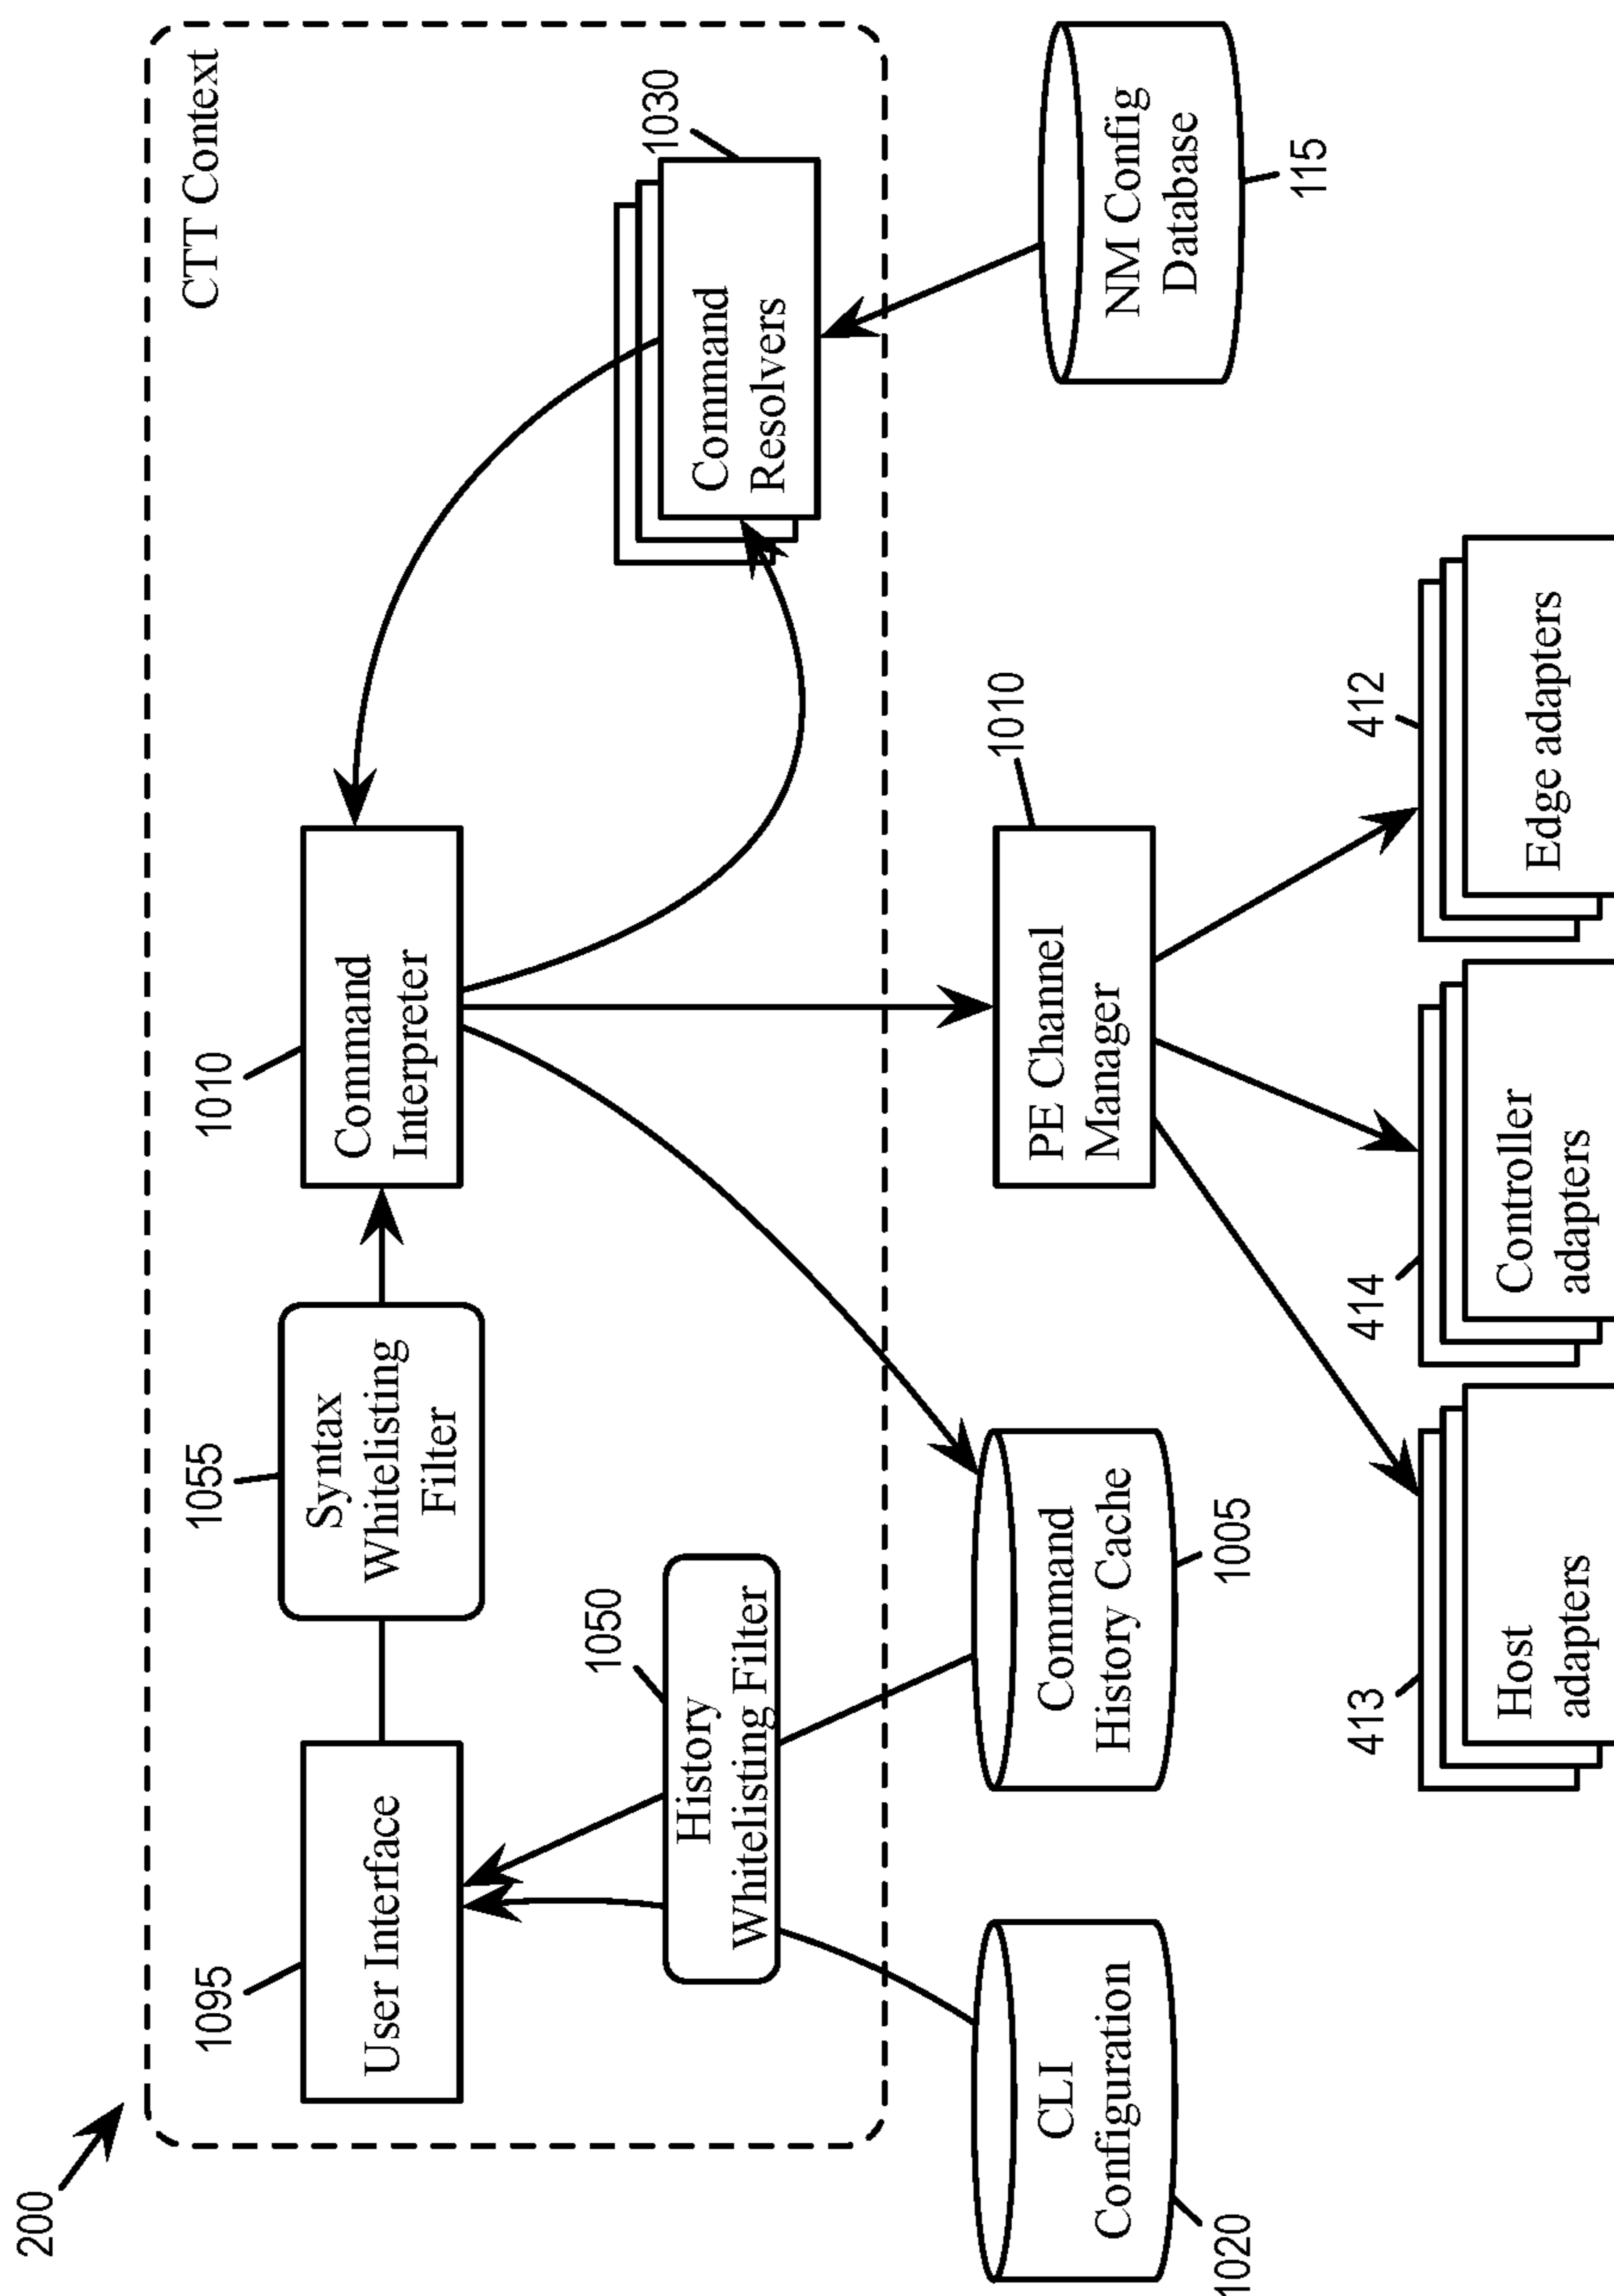 200
CTT Context
1095
User Interface
1055
Syntax
Whitelisting
Filter
1010
Command
Interpreter
1030
Command
Resolvers
1050
History
Whitelisting Filter
CLI
Configuration
1020
Command
History Cache
1005
PE Channel
Manager
1010
NM Config
Database
115
413
Host
adapters
414
Controller
adapters
412
Edge adapters